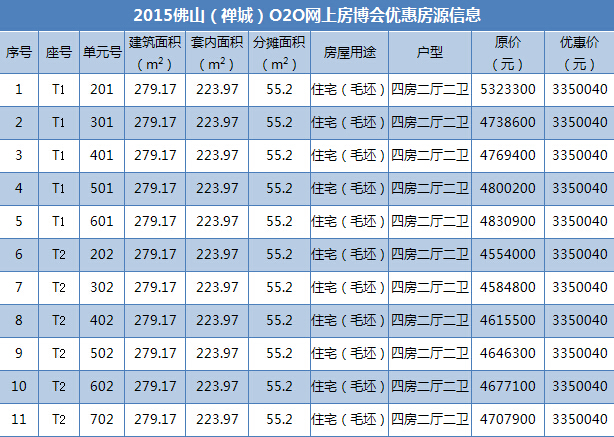 2015佛山（禅城）O2O网上房博会优惠房源信息
序号 座号 单元号 建筑面积（m²） 套内面积（m²） 分摊面积（m²） 房屋用途 户型 原价（元） 优惠价（元）
1 T1 201 279.17 223.97 55.2 住宅（毛坯） 四房二厅二卫 5323300 3350040
2 T1 301 279.17 223.97 55.2 住宅（毛坯） 四房二厅二卫 4738600 3350040
3 T1 401 279.17 223.97 55.2 住宅（毛坯） 四房二厅二卫 4769400 3350040
4 T1 501 279.17 223.97 55.2 住宅（毛坯） 四房二厅二卫 4800200 3350040
5 T1 601 279.17 223.97 55.2 住宅（毛坯） 四房二厅二卫 4830900 3350040
6 T2 202 279.17 223.97 55.2 住宅（毛坯） 四房二厅二卫 4554000 3350040
7 T2 302 279.17 223.97 55.2 住宅（毛坯） 四房二厅二卫 4584800 3350040
8 T2 402 279.17 223.97 55.2 住宅（毛坯） 四房二厅二卫 4615500 3350040
9 T2 502 279.17 223.97 55.2 住宅（毛坯） 四房二厅二卫 4646300 3350040
10 T2 602 279.17 223.97 55.2 住宅（毛坯） 四房二厅二卫 4677100 3350040
11 T2 702 279.17 223.97 55.2 住宅（毛坯） 四房二厅二卫 4707900 3350040